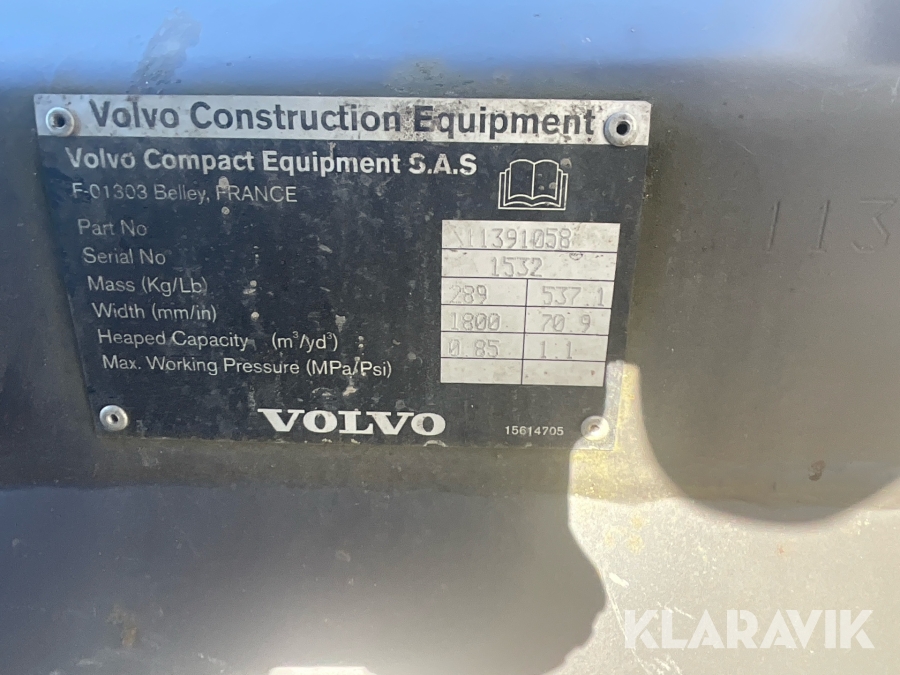 Volvo Construction Equipment
Volvo Compact Equipment S.A.S
F-01303 Belley, FRANCE
Part No 11391058
Serial No 1532
Mass (Kg/Lb) 289 537.1
Width (mm/in) 1800 70.9
Heaped Capacity (m³/yd³) 0.85 1.1
Max. Working Pressure (MPa/Psi)
VOLVO 15614705
113
KLARAVIK